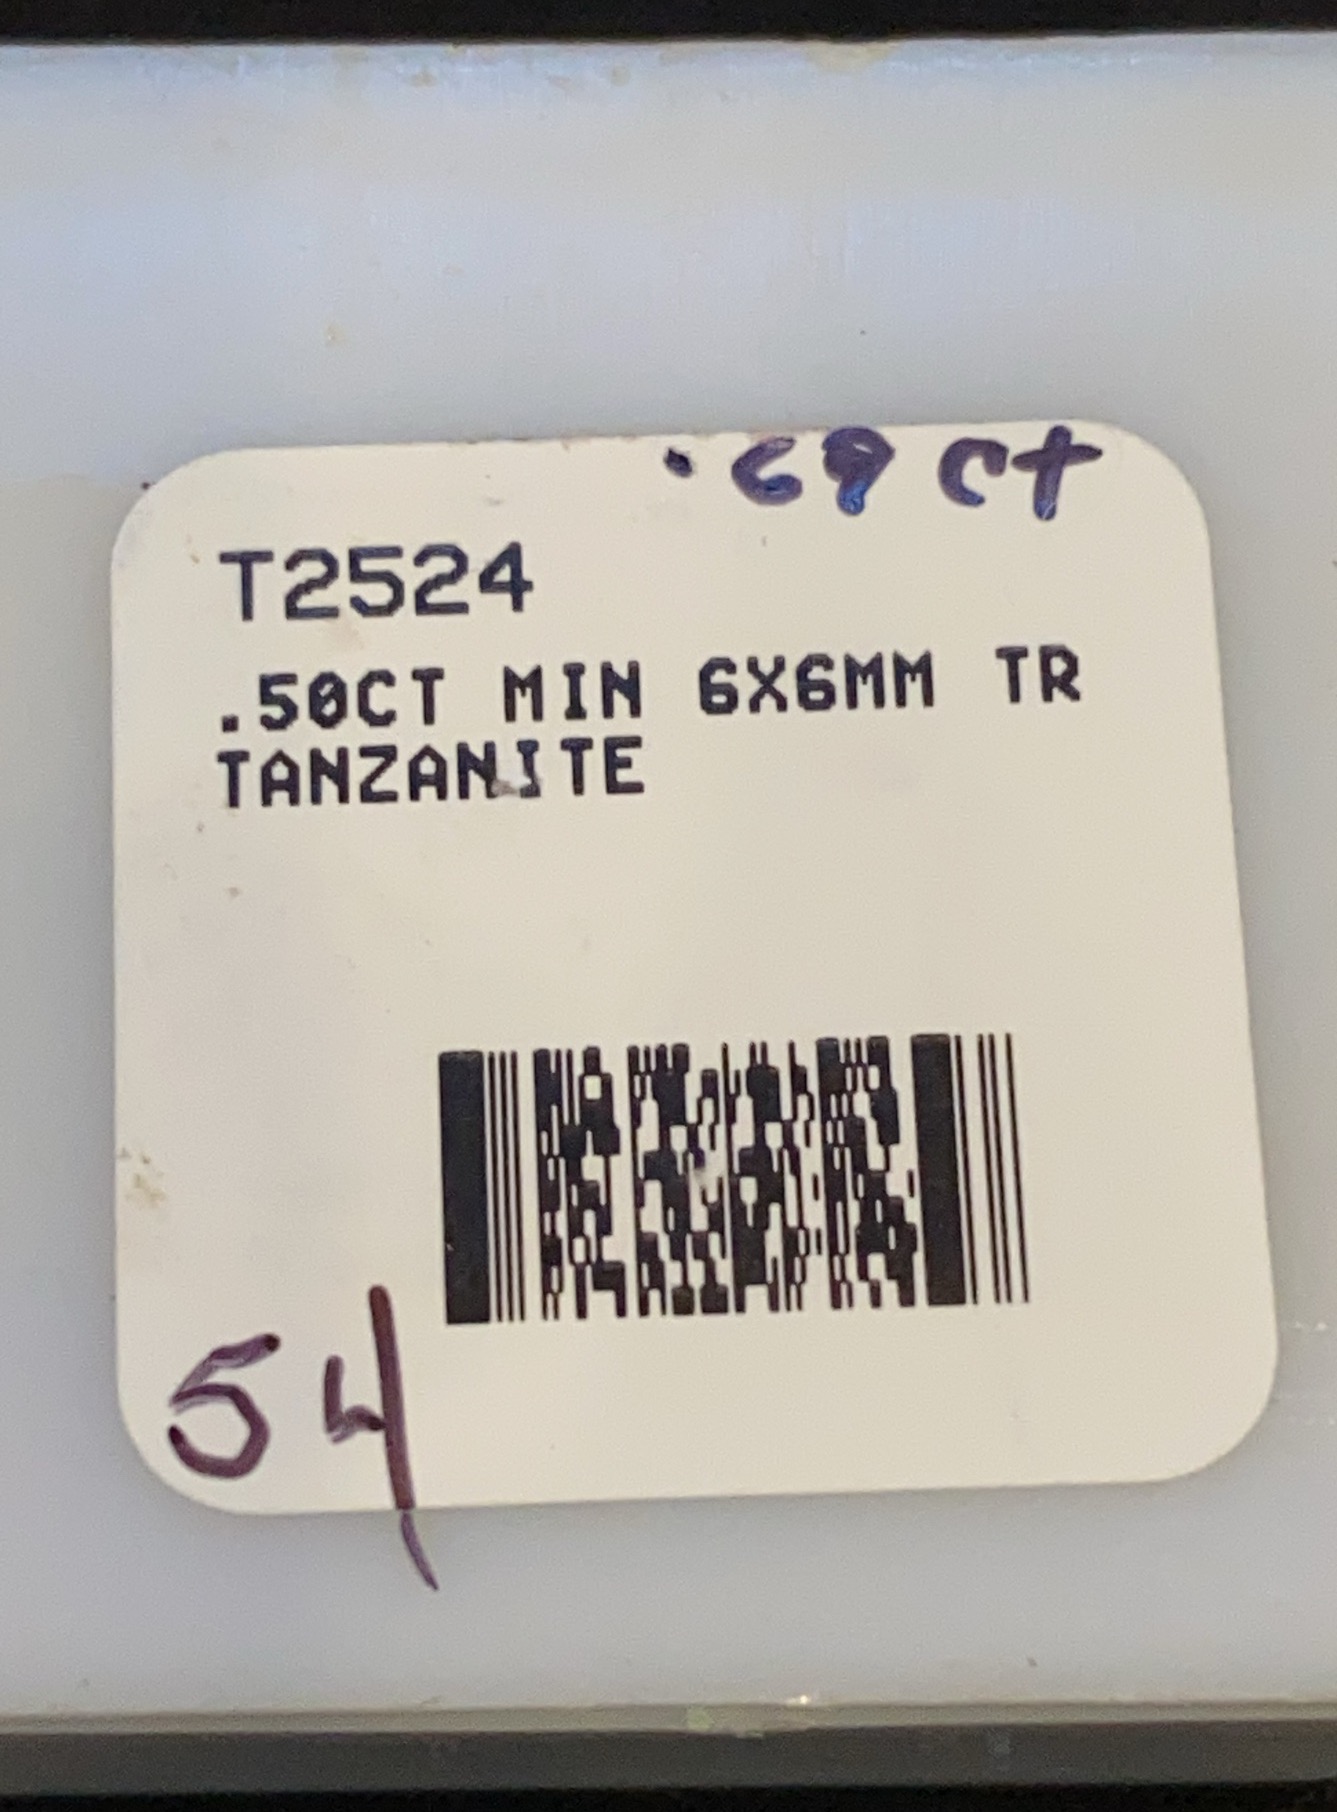 .69 ct
T2524
.50CT MIN 6X6MM TR
TANZANITE
54